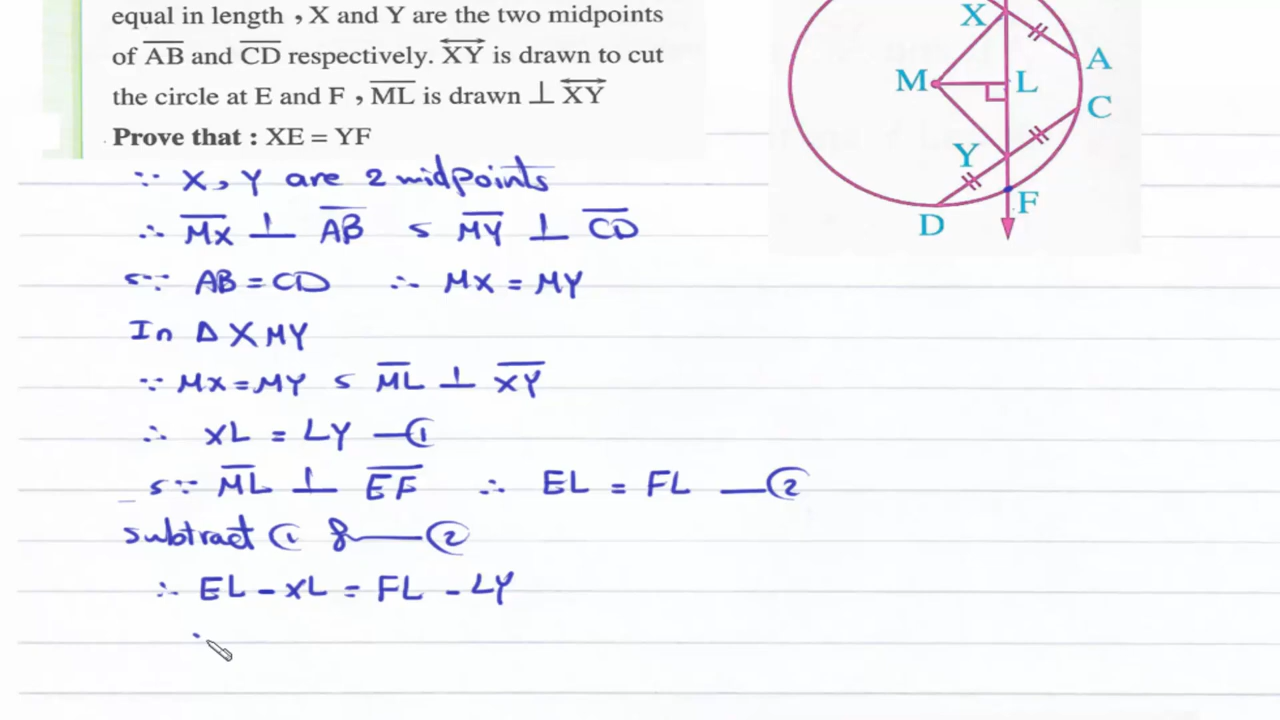 equal in length , X and Y are the two midpoints
of AB and CD respectively. XY is drawn to cut
the circle at E and F , ML is drawn ⊥ XY
Prove that : XE = YF
X
A
M
L
C
Y
F
D
∵ X, Y are 2 midpoints
∴ MX ⊥ AB , MY ⊥ CD
, ∵ AB = CD ∴ MX = MY
In Δ XMY
∵ MX = MY , ML ⊥ XY
∴ XL = LY — ①
, ∵ ML ⊥ EF ∴ EL = FL — ②
subtract ① & — ②
∴ EL - XL = FL - LY